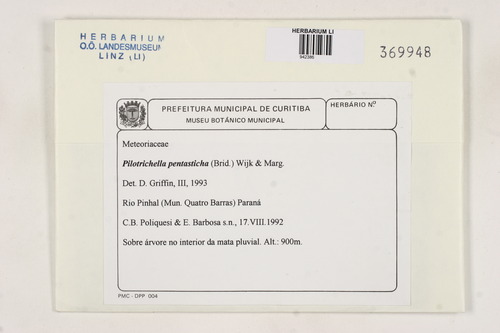 HERBARIUM
O.Ö. LANDESMUSEUM
LINZ (LI)
HERBARIUM LI
942386
369948
PREFEITURA MUNICIPAL DE CURITIBA
MUSEU BOTÂNICO MUNICIPAL
HERBÁRIO Nº
Meteoriaceae
Pilotrichella pentasticha (Brid.) Wijk & Marg.
Det. D. Griffin, III, 1993
Rio Pinhal (Mun. Quatro Barras) Paraná
C.B. Poliquesi & E. Barbosa s.n., 17.VIII.1992
Sobre árvore no interior da mata pluvial. Alt.: 900m.
PMC - DPP 004